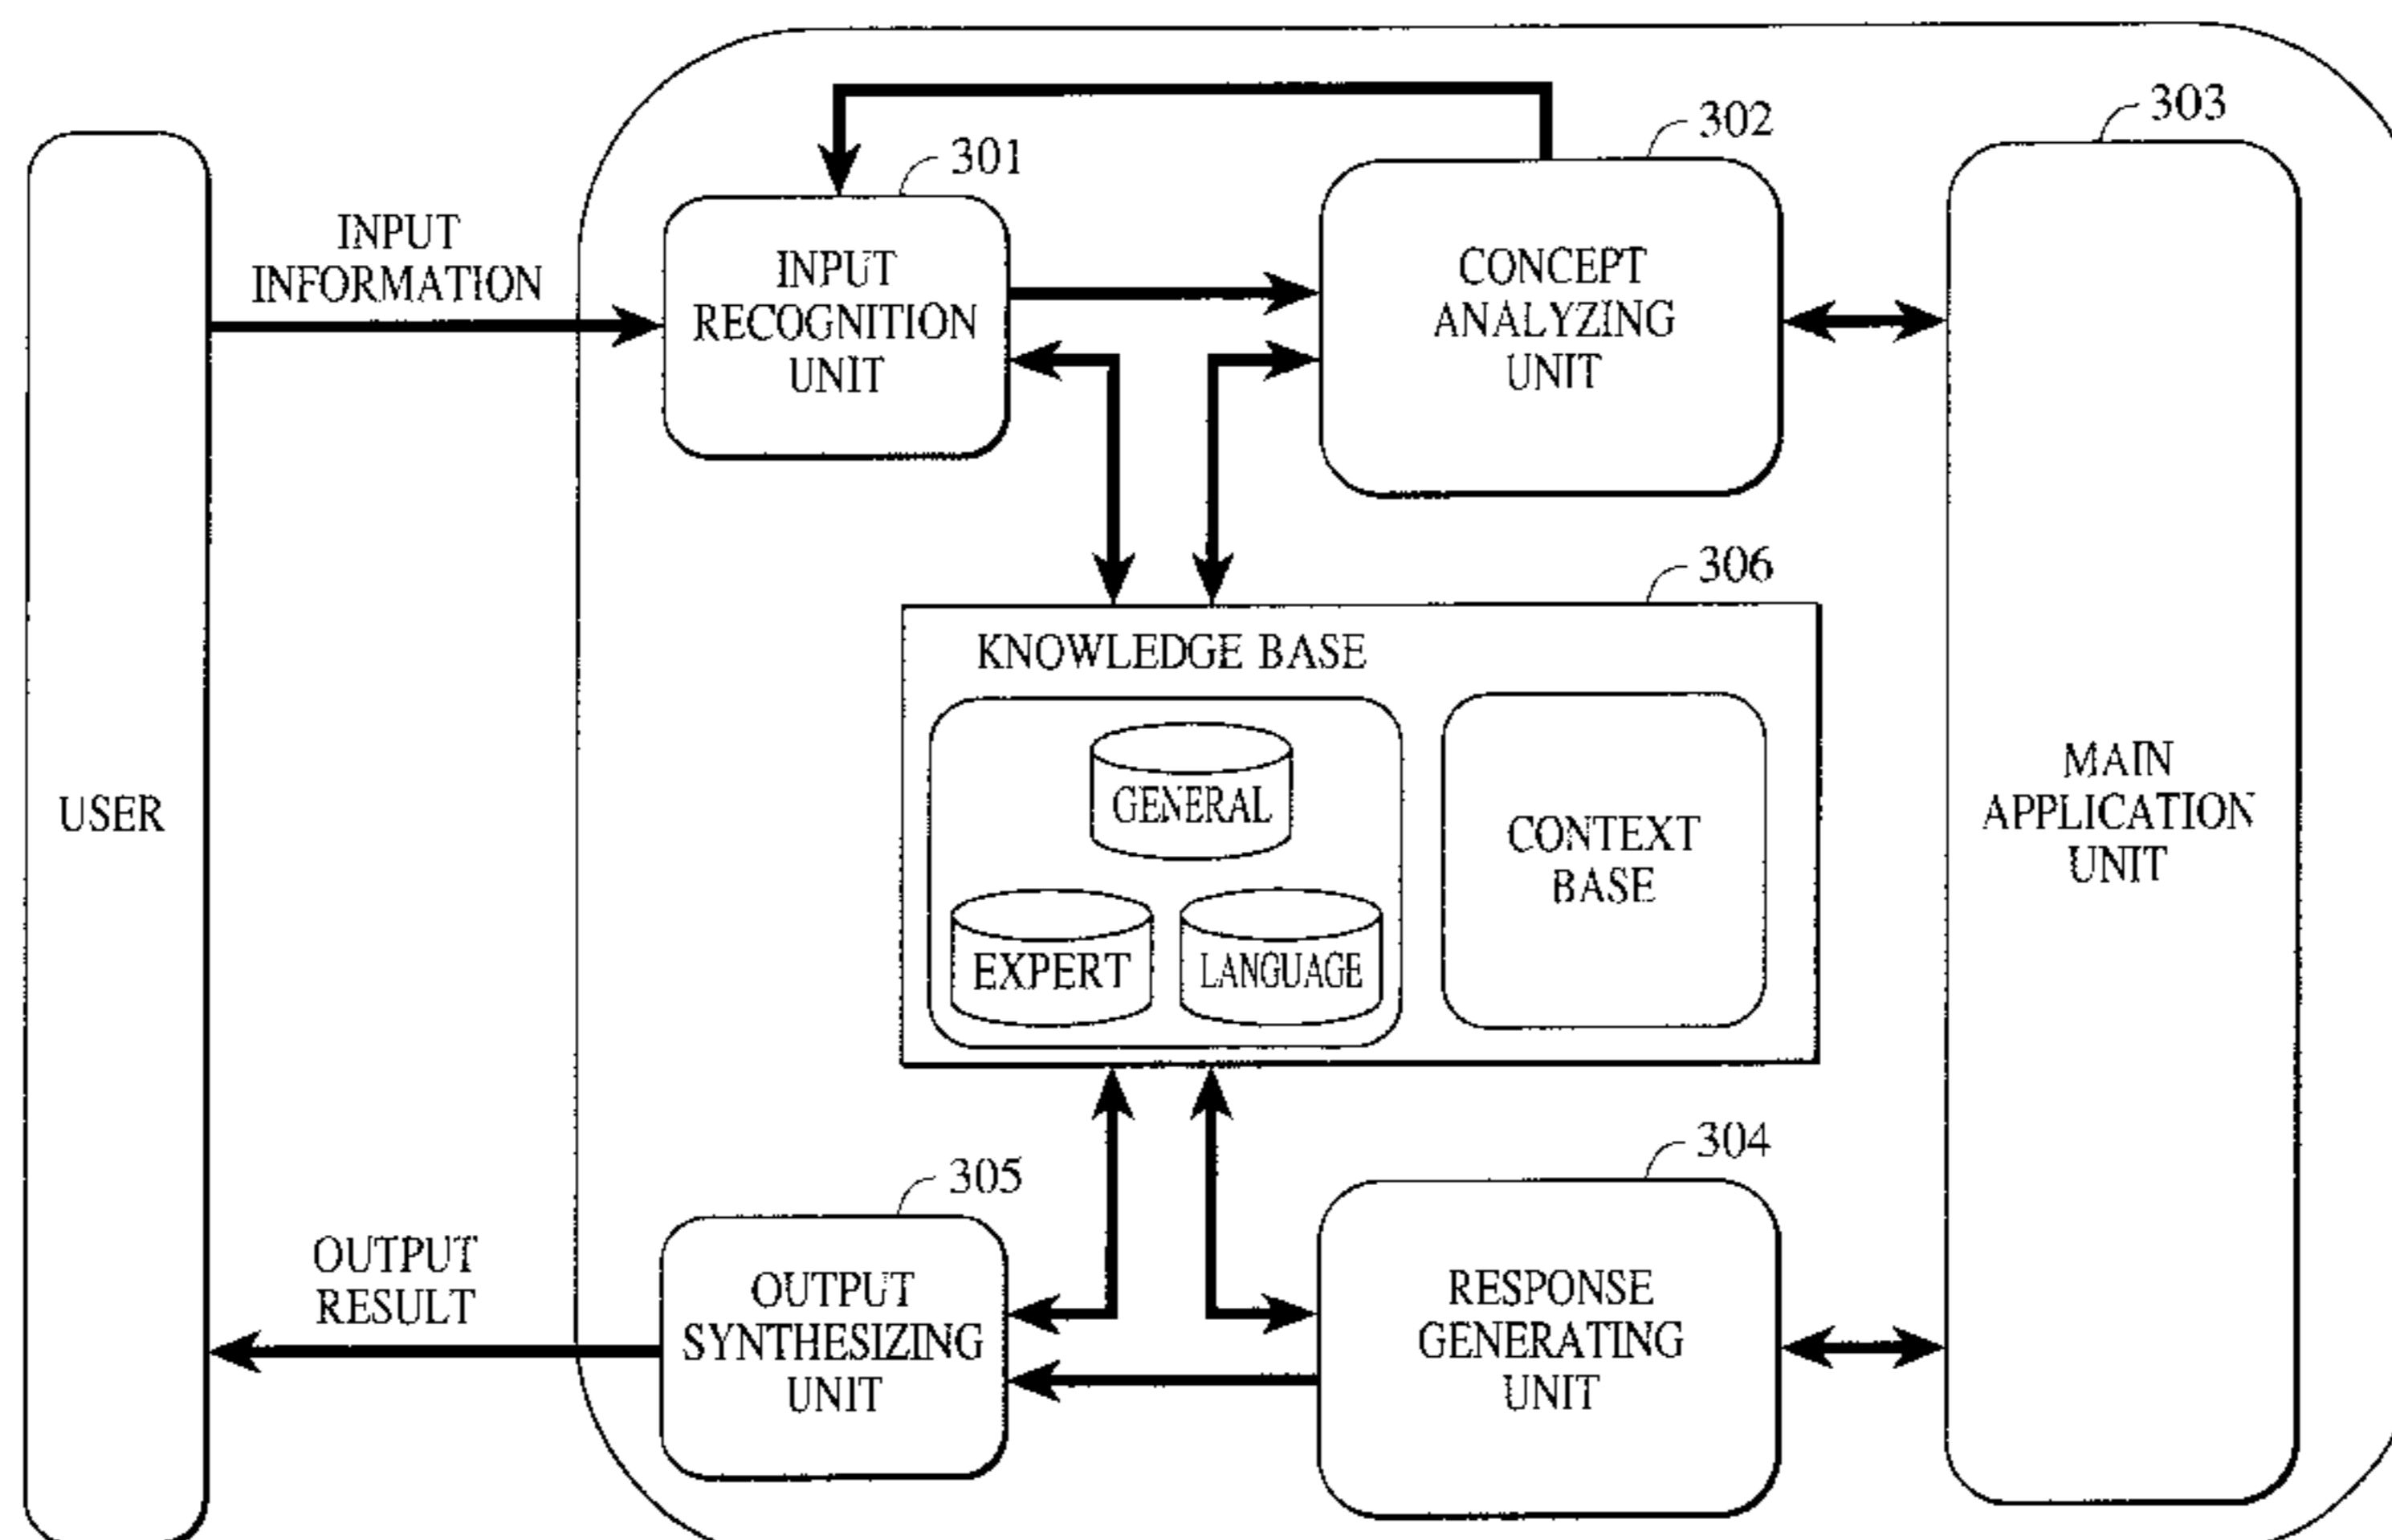 303
302
301
INPUT
INFORMATION
INPUT
RECOGNITION
UNIT
CONCEPT
ANALYZING
UNIT
306
KNOWLEDGE BASE
GENERAL
EXPERT
LANGUAGE
CONTEXT
BASE
USER
MAIN
APPLICATION
UNIT
304
305
OUTPUT
RESULT
OUTPUT
SYNTHESIZING
UNIT
RESPONSE
GENERATING
UNIT